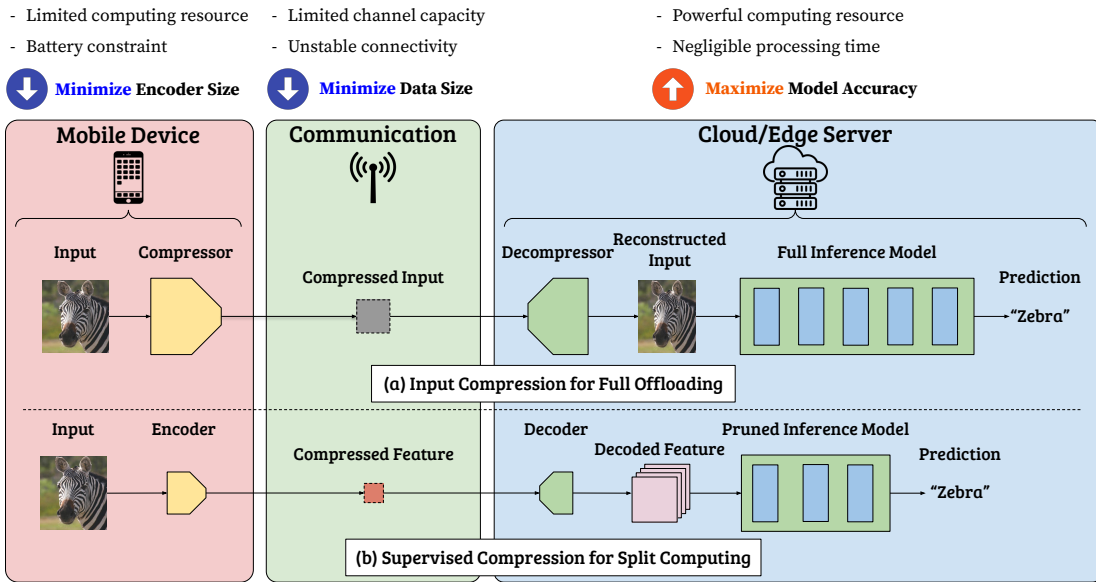 - Limited computing resource
- Battery constraint
Minimize Encoder Size
- Limited channel capacity
- Unstable connectivity
Minimize Data Size
- Powerful computing resource
- Negligible processing time
Maximize Model Accuracy
Mobile Device
Communication
Cloud/Edge Server
Input
Compressor
Compressed Input
Decompressor
Reconstructed
Input
Full Inference Model
Prediction
“Zebra”
(a) Input Compression for Full Offloading
Input
Encoder
Compressed Feature
Decoder
Decoded Feature
Pruned Inference Model
Prediction
“Zebra”
(b) Supervised Compression for Split Computing